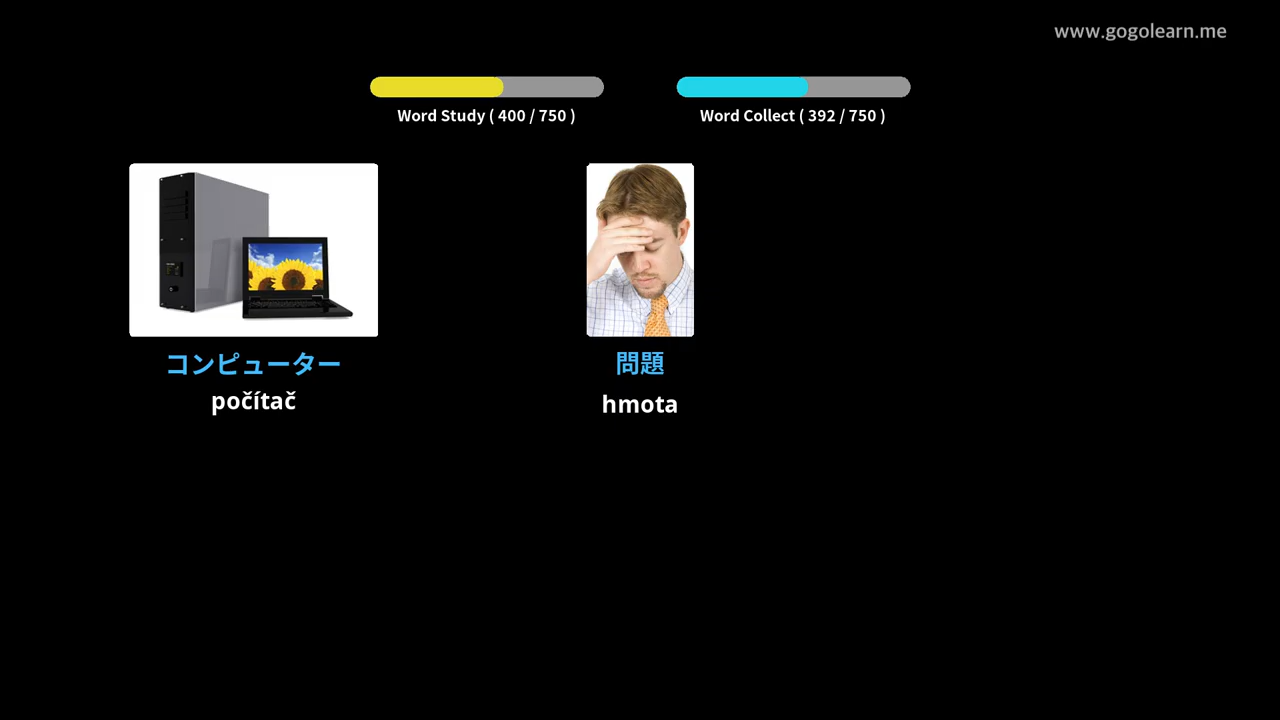 www.gogolearn.me
Word Study ( 400 / 750 )
Word Collect ( 392 / 750 )
コンピューター
počítač
問題
hmota